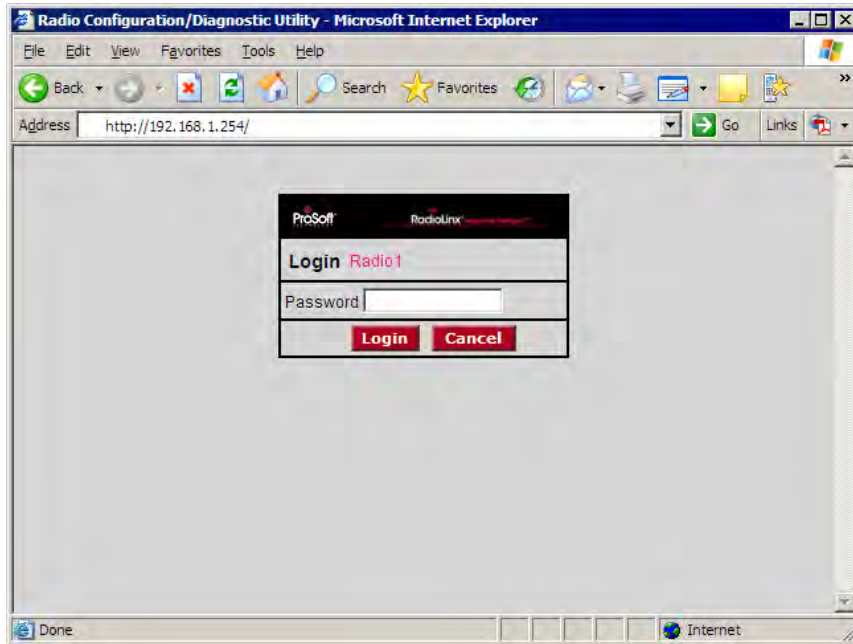 Radio Configuration/Diagnostic Utility - Microsoft Internet Explorer
File Edit View Favorites Tools Help
Back Search Favorites »
Address http://192.168.1.254/ Go Links
ProSoft RadioLinx
Login Radio1
Password
Login Cancel
Done Internet